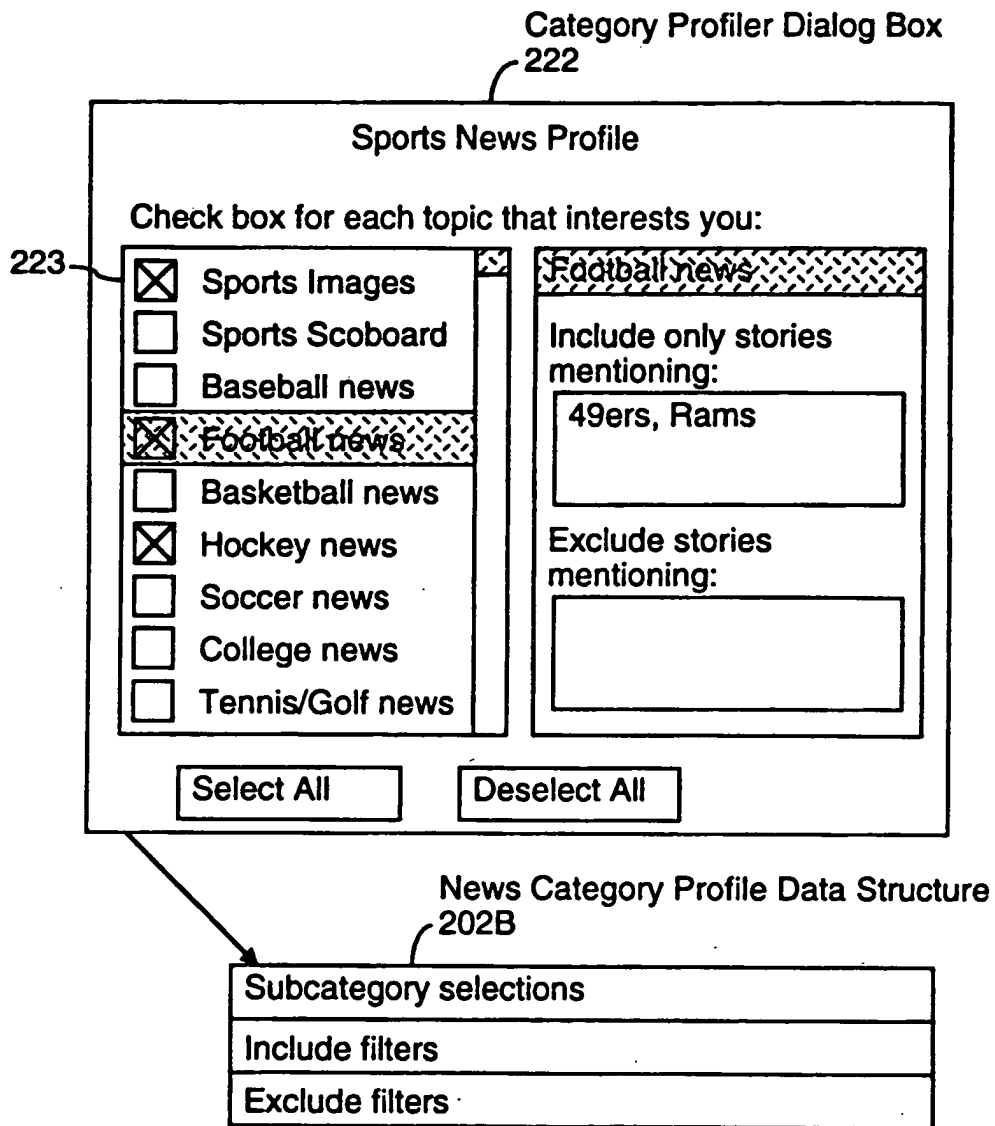 Category Profiler Dialog Box
222
Sports News Profile
Check box for each topic that interests you:
223
Sports Images
Sports Scoboard
Baseball news
Football news
Basketball news
Hockey news
Soccer news
College news
Tennis/Golf news
Football news
Include only stories
mentioning:
49ers, Rams
Exclude stories
mentioning:
Select All
Deselect All
News Category Profile Data Structure
202B
Subcategory selections
Include filters
Exclude filters